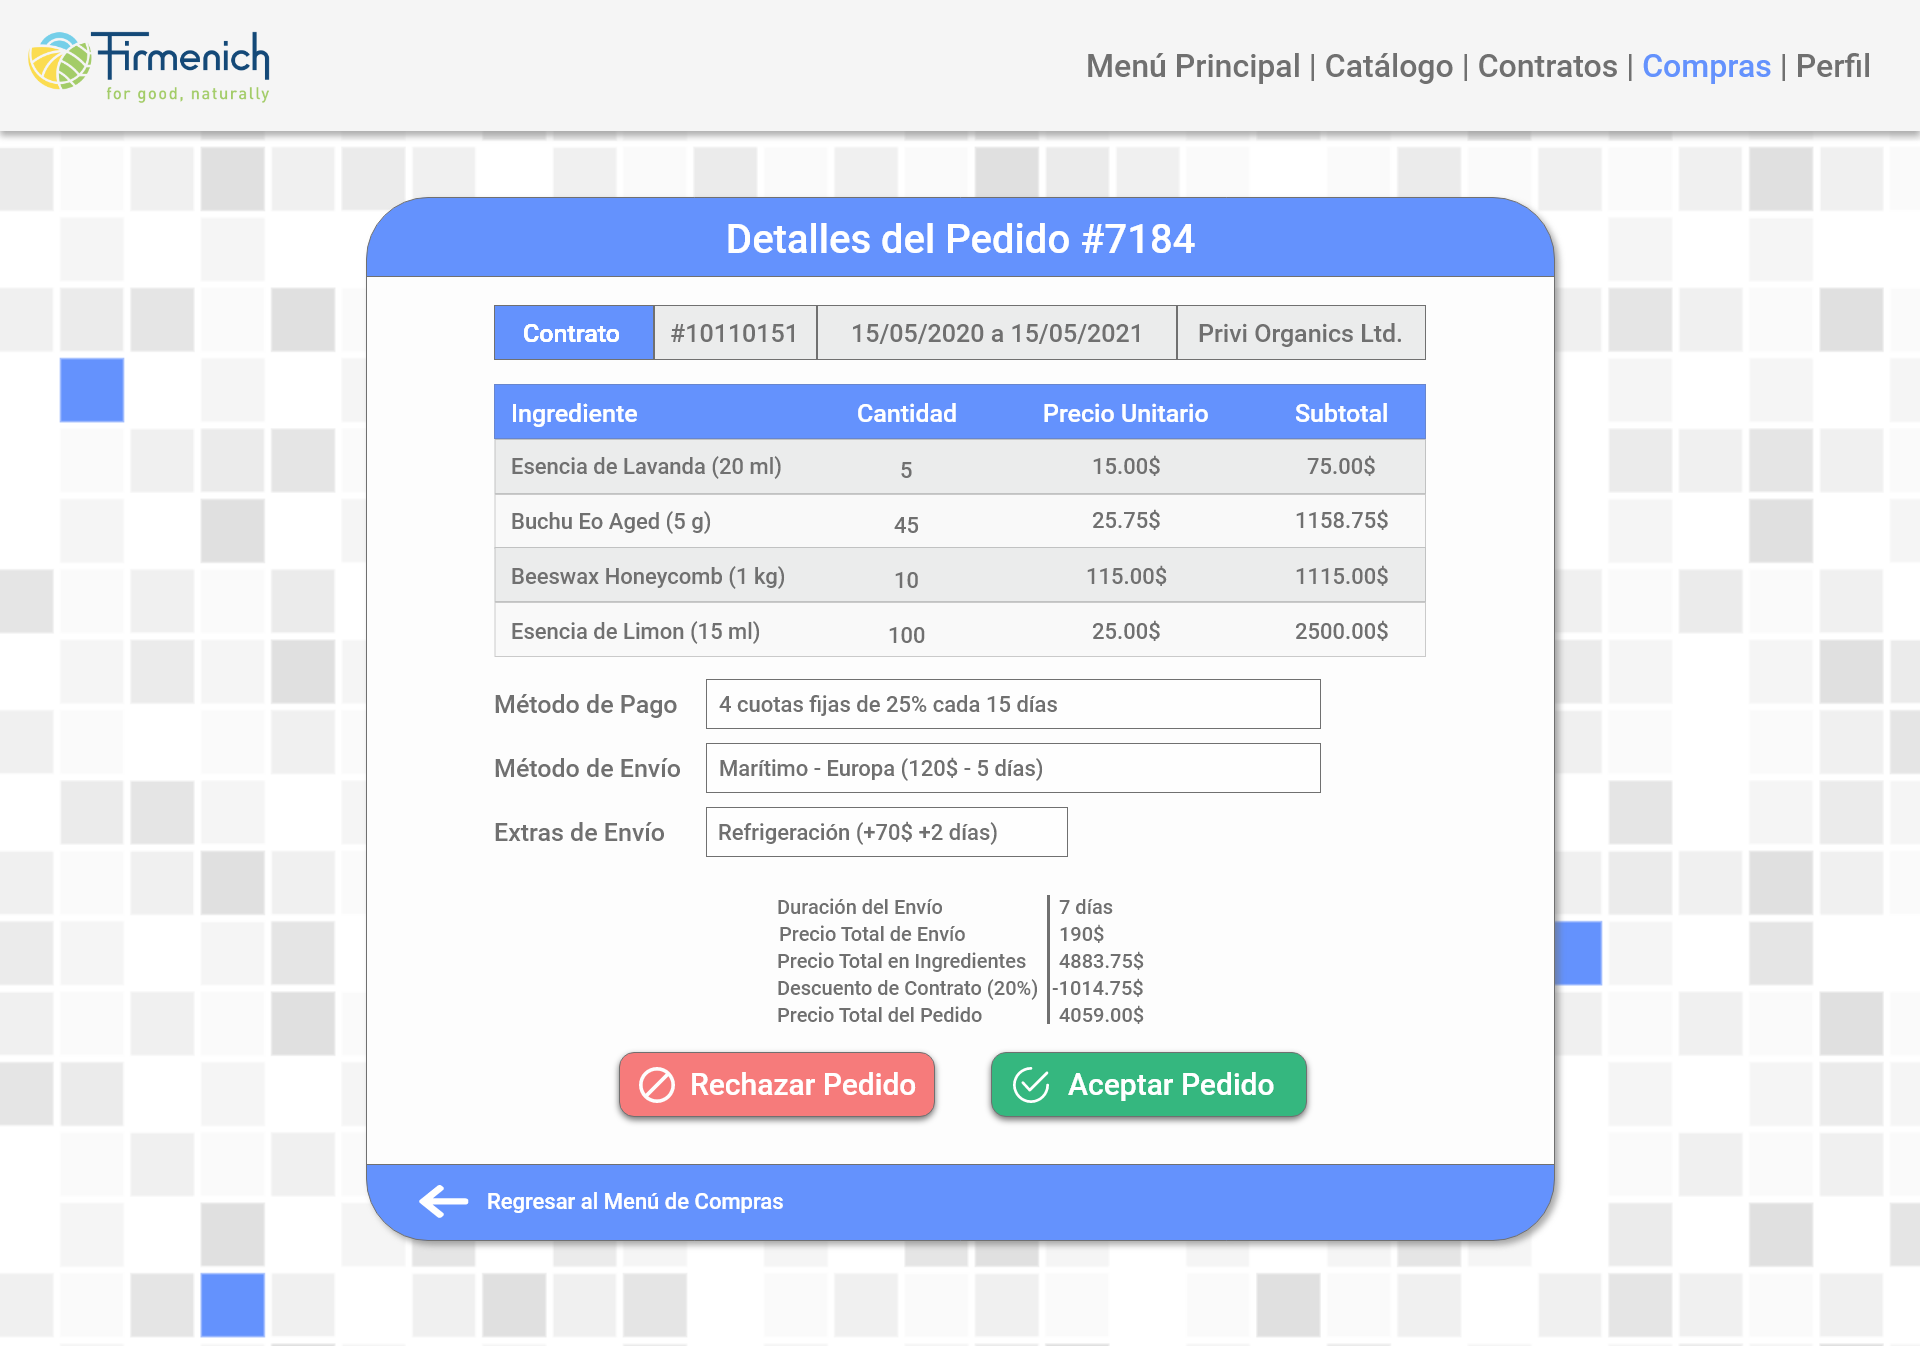 Firmenich
for good, naturally
Menú Principal | Catálogo | Contratos | Compras | Perfil
Detalles del Pedido #7184
Contrato #10110151 15/05/2020 a 15/05/2021 Privi Organics Ltd.
Ingrediente Cantidad Precio Unitario Subtotal
Esencia de Lavanda (20 ml) 5 15.00$ 75.00$
Buchu Eo Aged (5 g) 45 25.75$ 1158.75$
Beeswax Honeycomb (1 kg) 10 115.00$ 1115.00$
Esencia de Limon (15 ml) 100 25.00$ 2500.00$
Método de Pago 4 cuotas fijas de 25% cada 15 días
Método de Envío Marítimo - Europa (120$ - 5 días)
Extras de Envío Refrigeración (+70$ +2 días)
Duración del Envío 7 días
Precio Total de Envío 190$
Precio Total en Ingredientes 4883.75$
Descuento de Contrato (20%) -1014.75$
Precio Total del Pedido 4059.00$
Rechazar Pedido Aceptar Pedido
Regresar al Menú de Compras